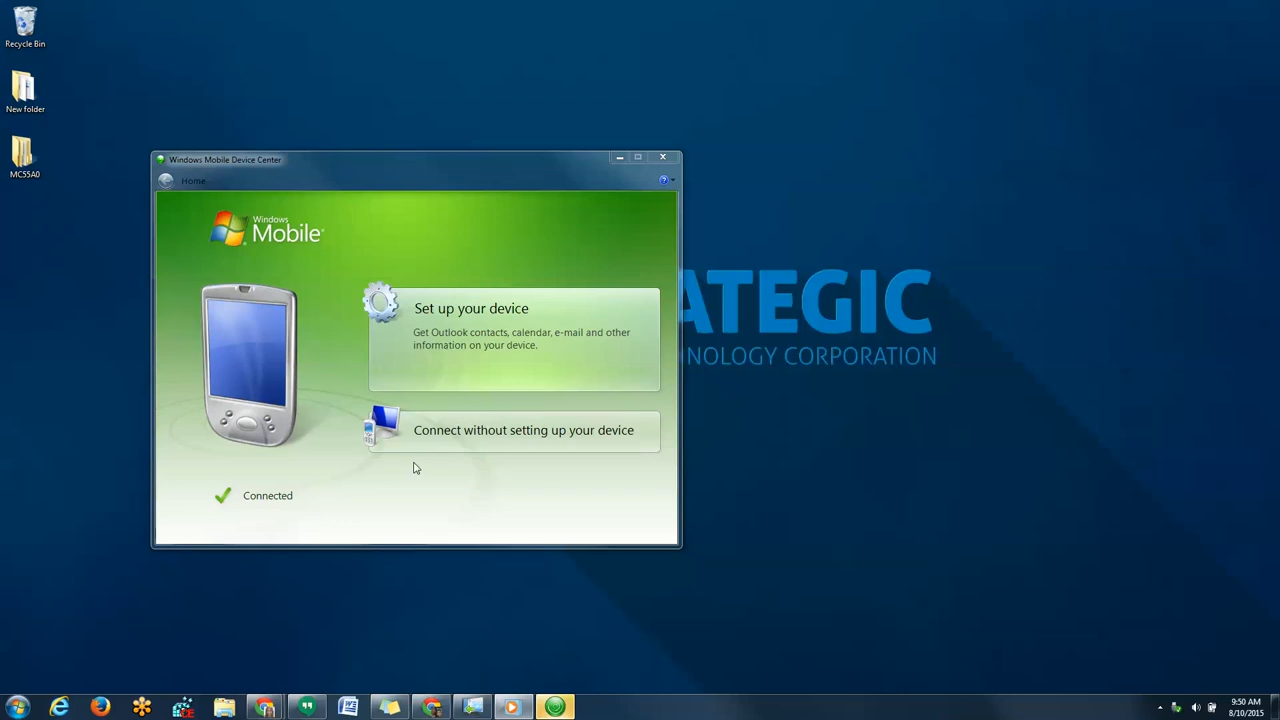 Recycle Bin
New folder
MC55A0
Windows Mobile Device Center
Home
Windows
Mobile
Set up your device
Get Outlook contacts, calendar, e-mail and other
information on your device.
Connect without setting up your device
Connected
ATEGIC
NOLOGY CORPORATION
9:50 AM
8/10/2015